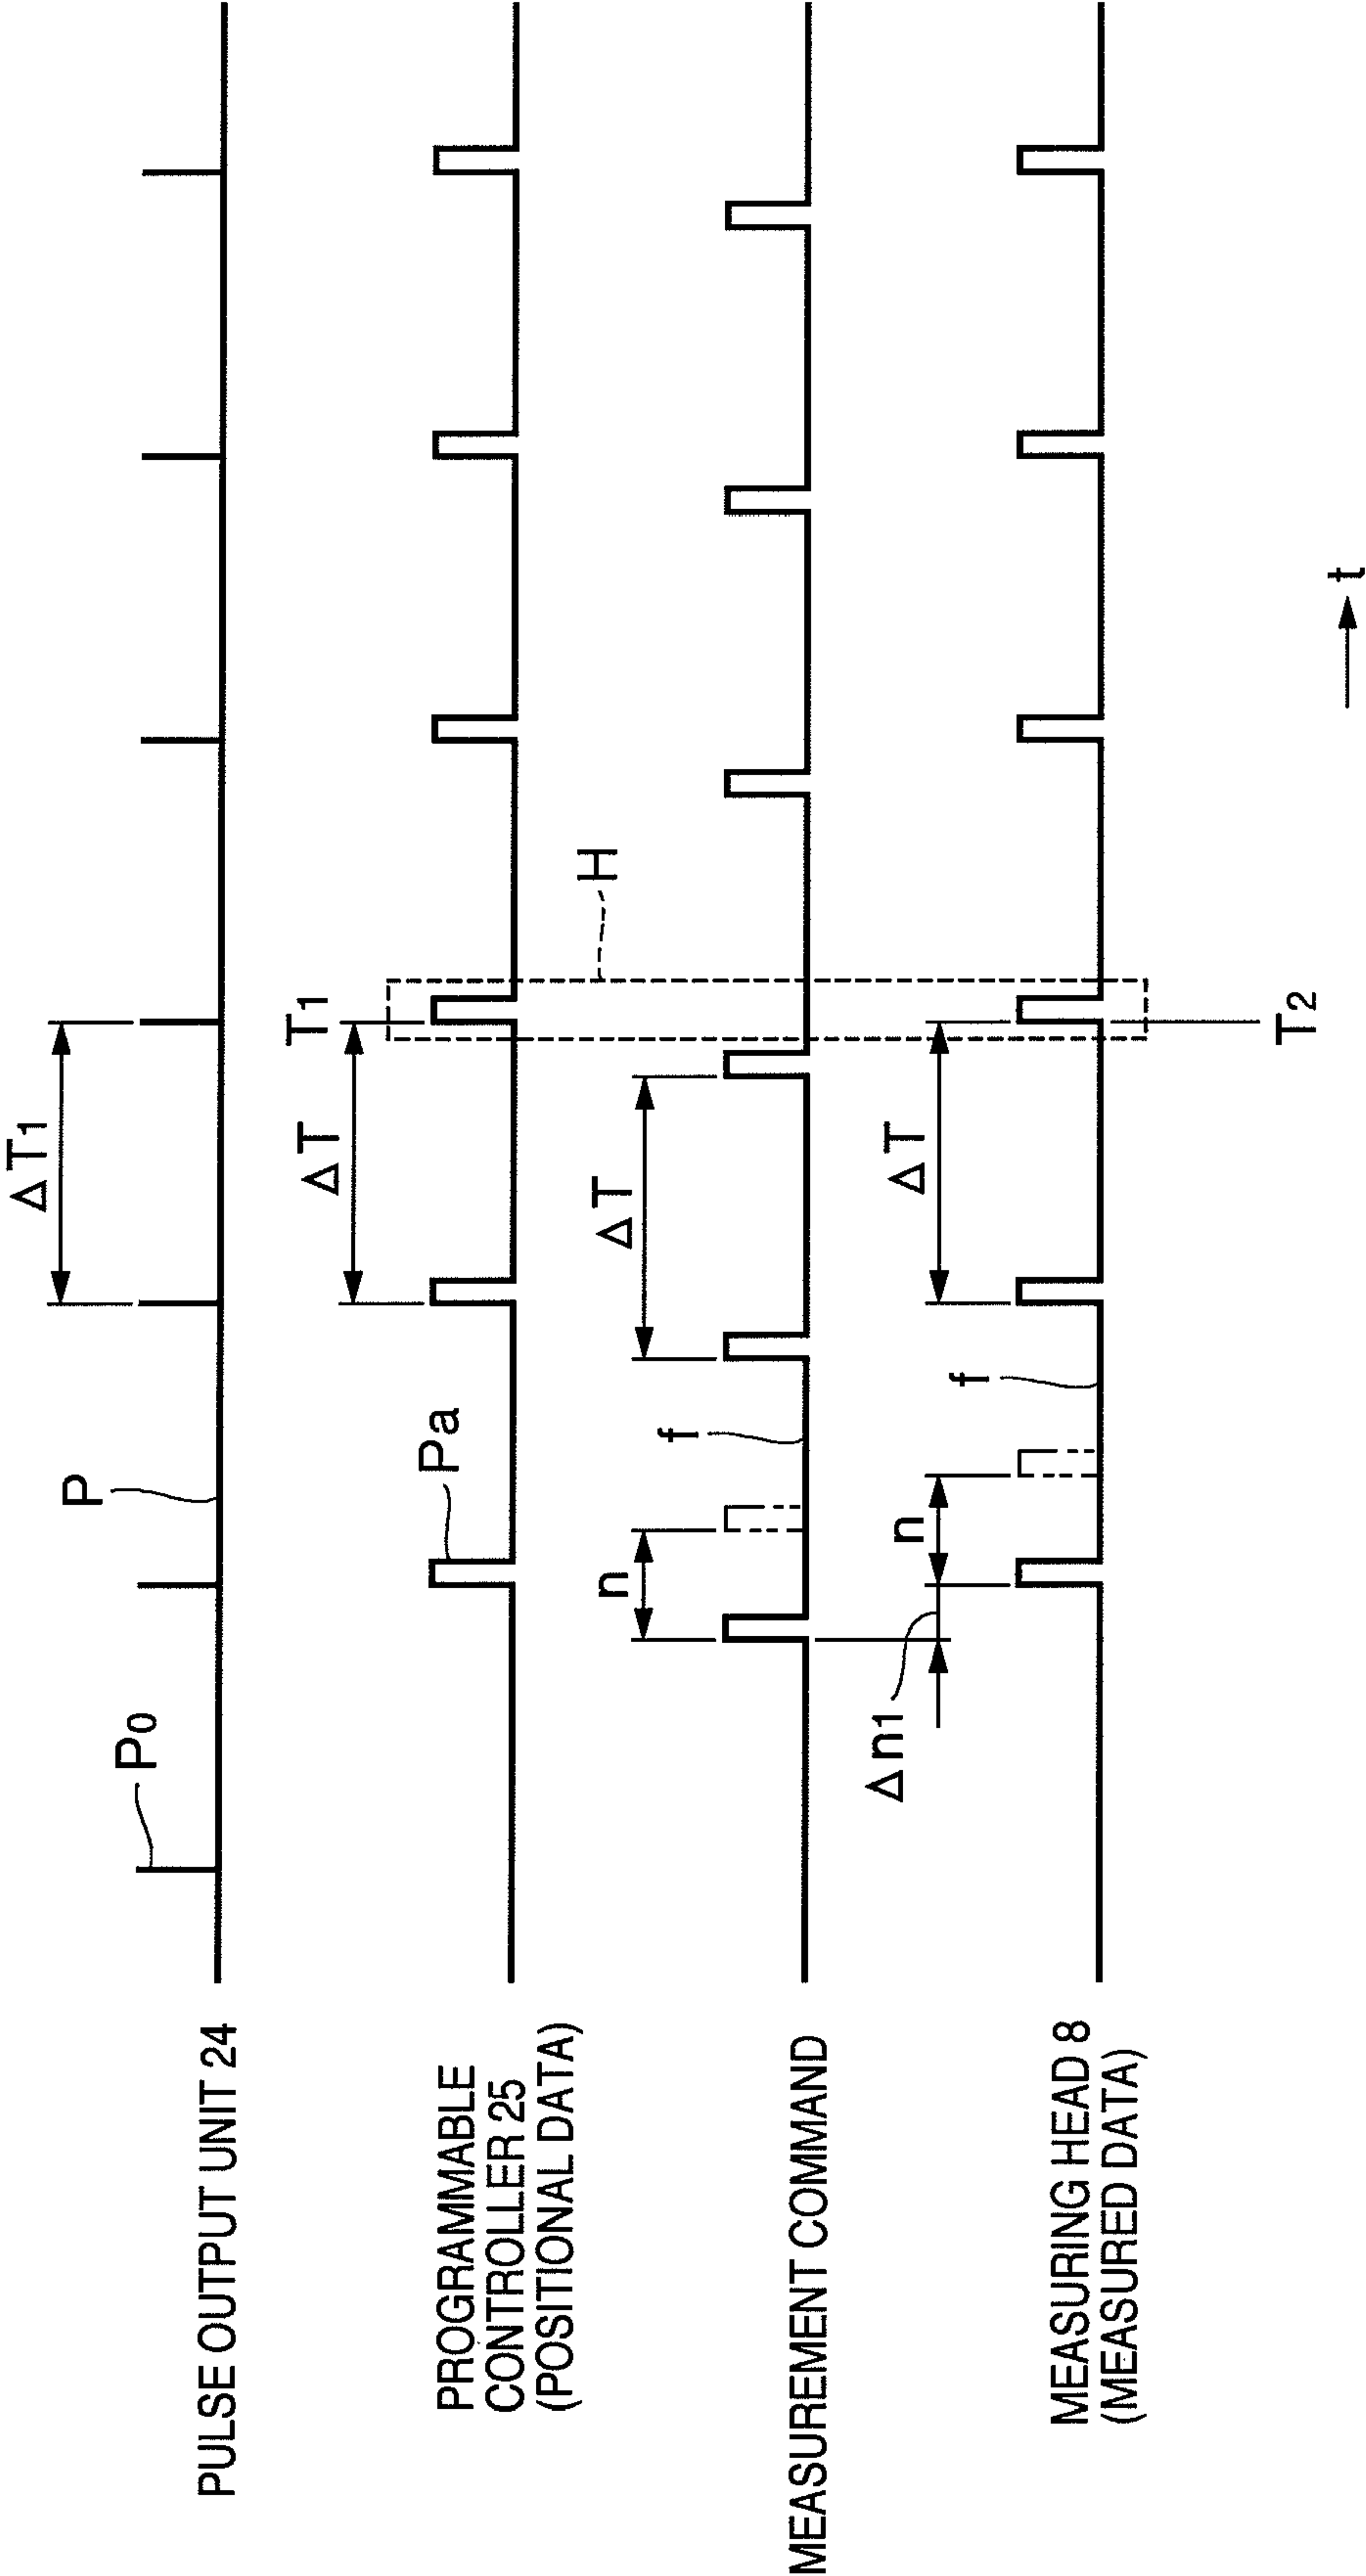 PULSE OUTPUT UNIT 24
P0
P
ΔT1
PROGRAMMABLE
CONTROLLER 25
(POSITIONAL DATA)
Pa
ΔT
T1
H
MEASUREMENT COMMAND
n
f
ΔT
MEASURING HEAD 8
(MEASURED DATA)
Δn1
n
f
ΔT
T2
t